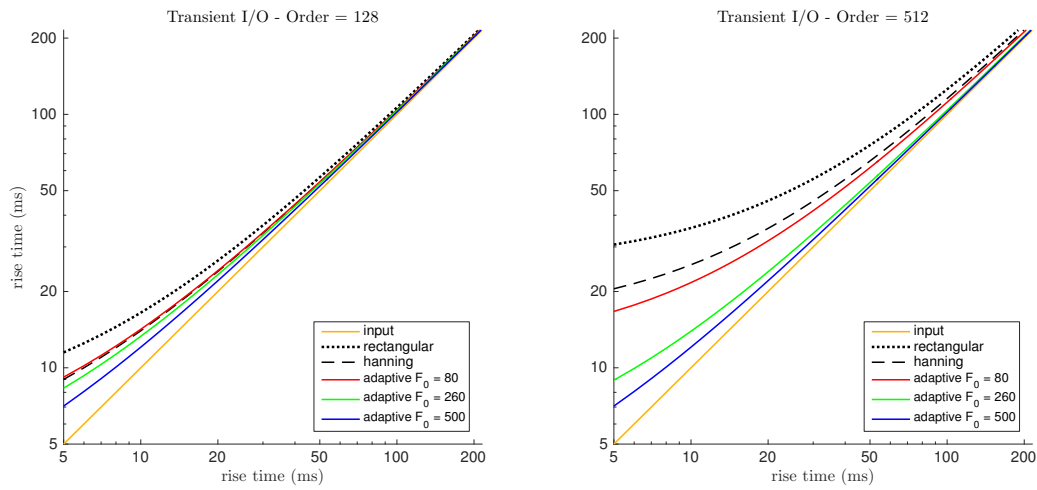 Transient I/O - Order = 128
200
100
50
20
10
5
rise time (ms)
5
10
20
50
100
200
rise time (ms)
input
rectangular
hanning
adaptive F0 = 80
adaptive F0 = 260
adaptive F0 = 500
Transient I/O - Order = 512
200
100
50
20
10
5
5
10
20
50
100
200
rise time (ms)
input
rectangular
hanning
adaptive F0 = 80
adaptive F0 = 260
adaptive F0 = 500